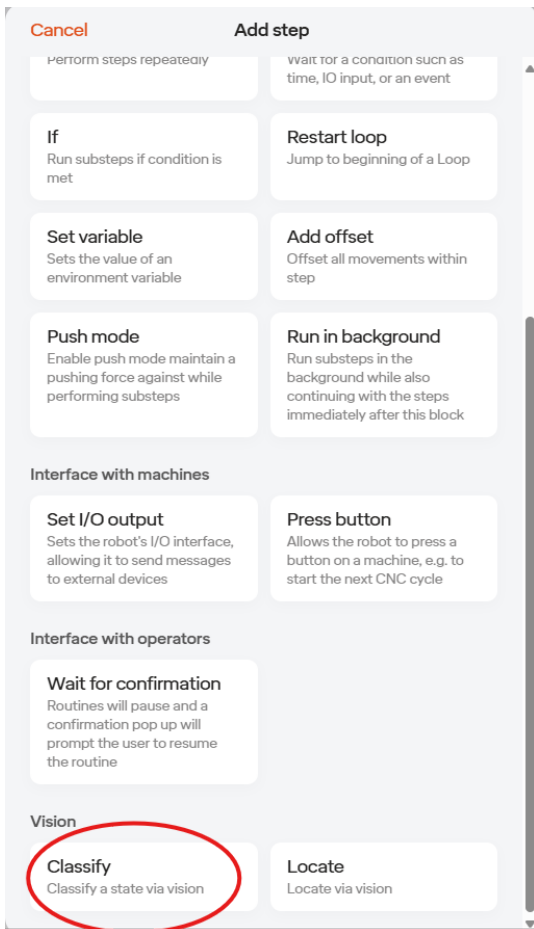 Cancel
Add step
Perform steps repeatedly
Wait for a condition such as
time, IO input, or an event
If
Run substeps if condition is
met
Restart loop
Jump to beginning of a Loop
Set variable
Sets the value of an
environment variable
Add offset
Offset all movements within
step
Push mode
Enable push mode maintain a
pushing force against while
performing substeps
Run in background
Run substeps in the
background while also
continuing with the steps
immediately after this block
Interface with machines
Set I/O output
Sets the robot's I/O interface,
allowing it to send messages
to external devices
Press button
Allows the robot to press a
button on a machine, e.g. to
start the next CNC cycle
Interface with operators
Wait for confirmation
Routines will pause and a
confirmation pop up will
prompt the user to resume
the routine
Vision
Classify
Classify a state via vision
Locate
Locate via vision